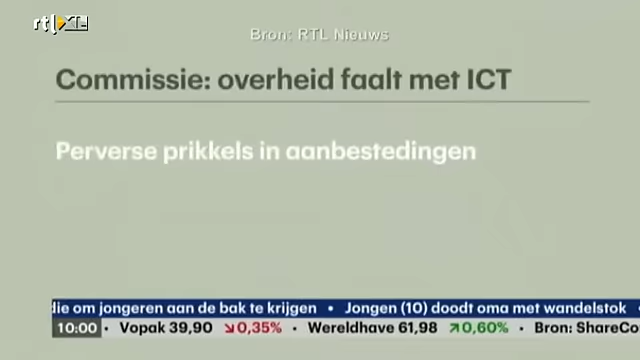 rtl XL
Bron: RTL Nieuws
Commissie: overheid faalt met ICT
Perverse prikkels in aanbestedingen
die om jongeren aan de bak te krijgen • Jongen (10) doodt oma met wandelstok •
10:00 • Vopak 39,90 ↘0,35% • Wereldhave 61,98 ↗0,60% • Bron: ShareCo